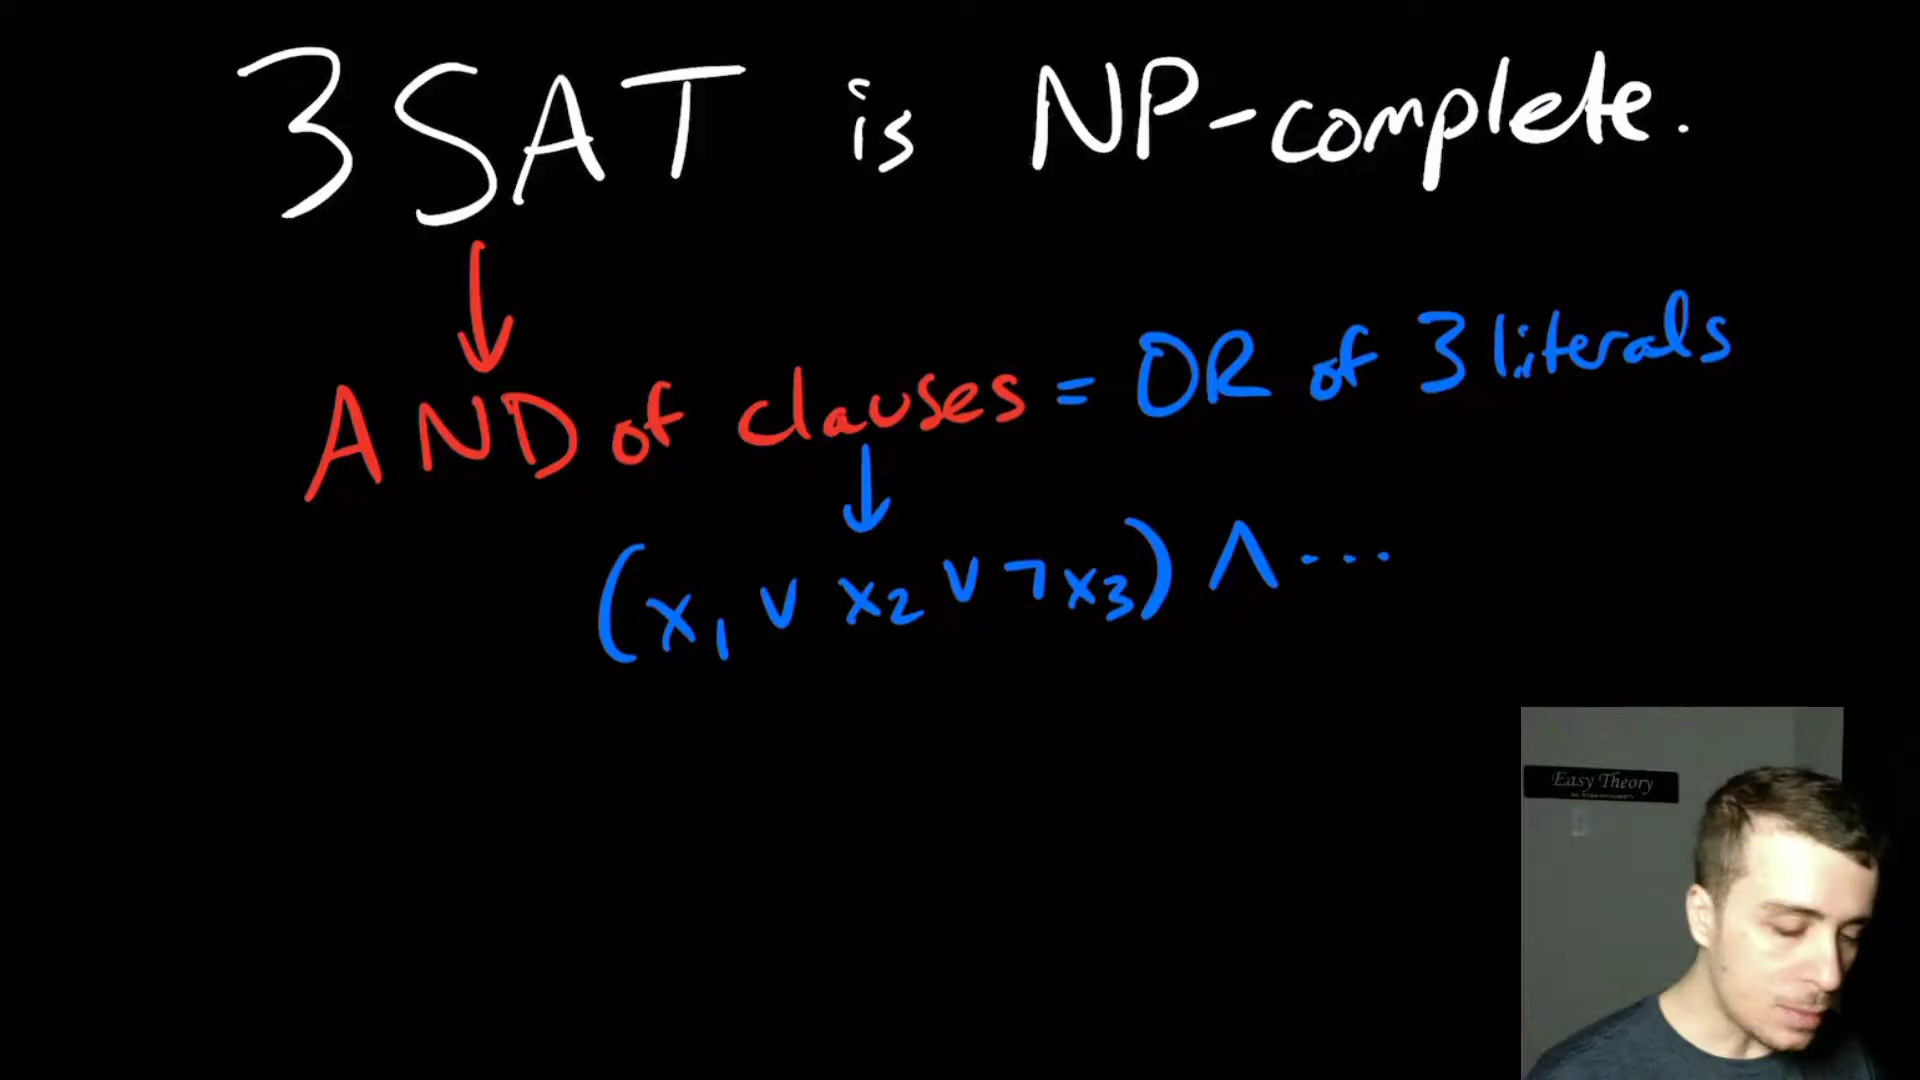 3SAT is NP-complete.
AND of clauses = OR of 3 literals
(x₁ ∨ x₂ ∨ ¬x₃) ∧ ...
Easy Theory